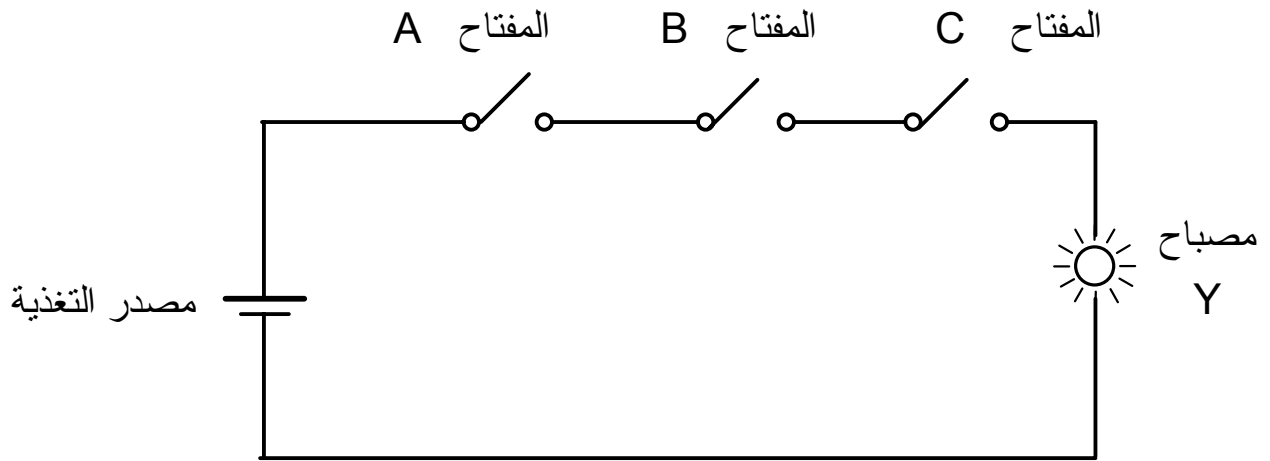 المفتاح A
المفتاح B
المفتاح C
مصباح
Y
مصدر التغذية